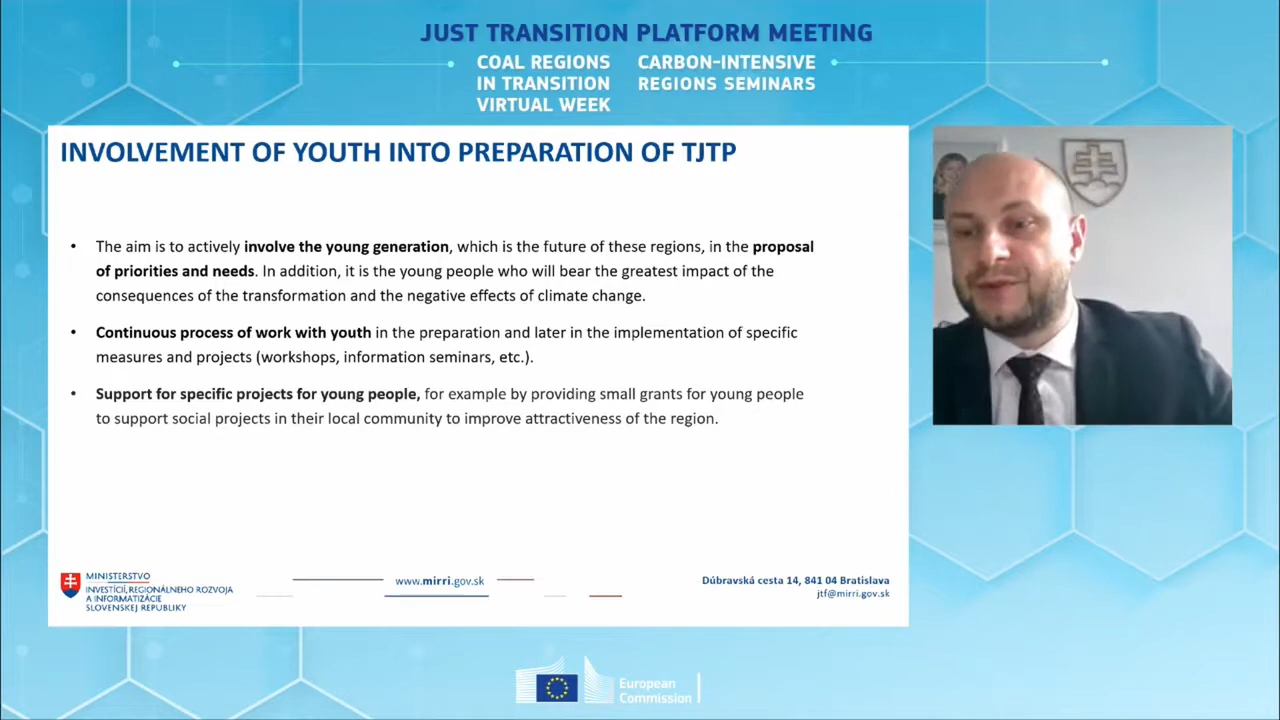 JUST TRANSITION PLATFORM MEETING
COAL REGIONS
IN TRANSITION
VIRTUAL WEEK
CARBON-INTENSIVE
REGIONS SEMINARS
INVOLVEMENT OF YOUTH INTO PREPARATION OF TJTP
• The aim is to actively involve the young generation, which is the future of these regions, in the proposal
of priorities and needs. In addition, it is the young people who will bear the greatest impact of the
consequences of the transformation and the negative effects of climate change.
• Continuous process of work with youth in the preparation and later in the implementation of specific
measures and projects (workshops, information seminars, etc.).
• Support for specific projects for young people, for example by providing small grants for young people
to support social projects in their local community to improve attractiveness of the region.
MINISTERSTVO
INVESTÍCIÍ, REGIONÁLNEHO ROZVOJA
A INFORMATIZÁCIE
SLOVENSKEJ REPUBLIKY
www.mirri.gov.sk
Dúbravská cesta 14, 841 04 Bratislava
jtf@mirri.gov.sk
European
Commission